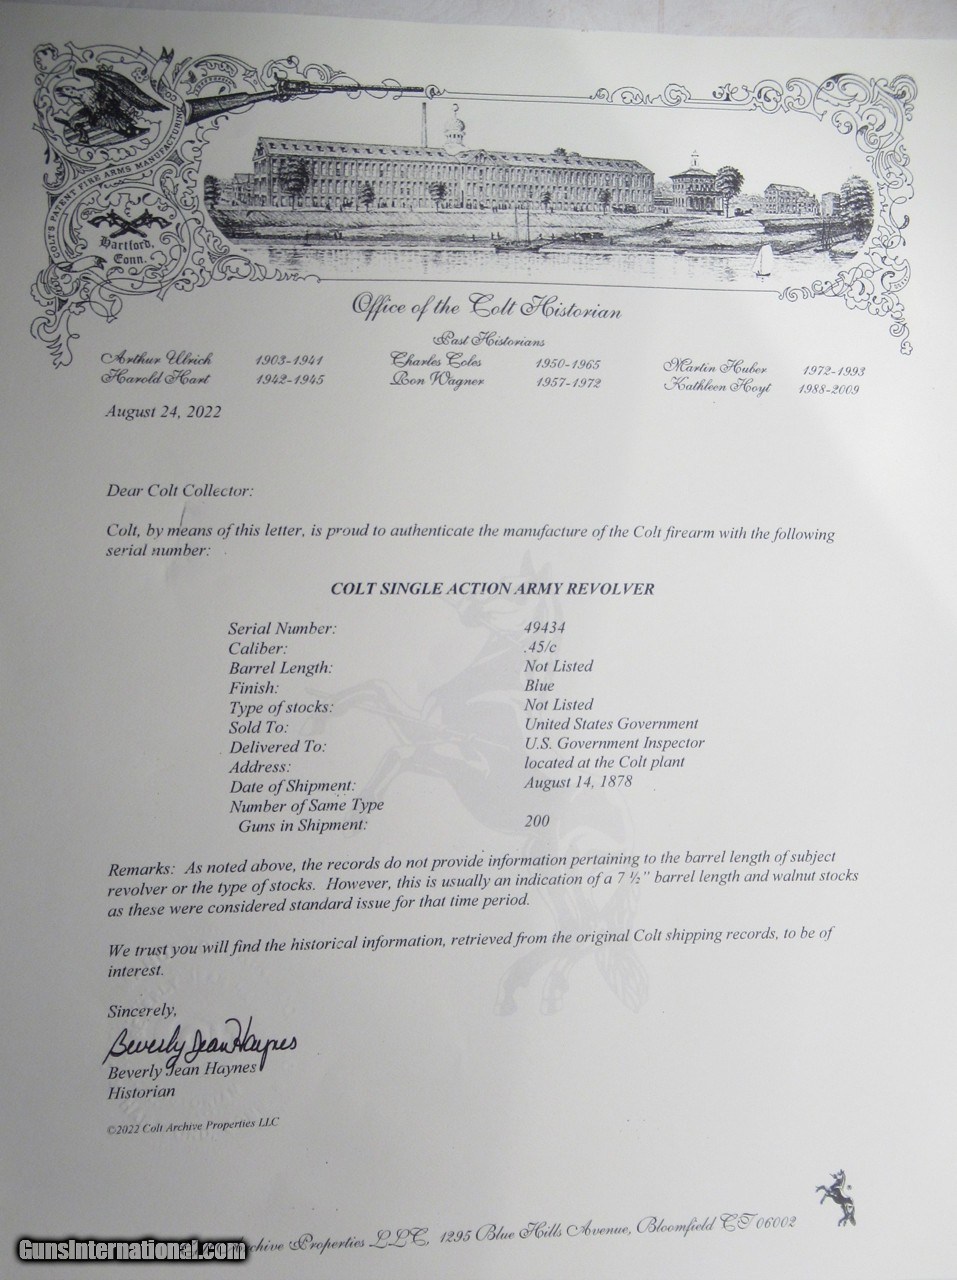 COLT'S PATENT FIRE ARMS MANUFACTURING CO.
Hartford,
Conn.
Office of the Colt Historian
Past Historians
Arthur Ulrich 1903-1941 Charles Coles 1950-1965 Martin Huber 1972-1993
Harold Hart 1942-1945 Ron Wagner 1957-1972 Kathleen Hoyt 1988-2009
August 24, 2022
Dear Colt Collector:
Colt, by means of this letter, is proud to authenticate the manufacture of the Colt firearm with the following
serial number:
COLT SINGLE ACTION ARMY REVOLVER
Serial Number: 49434
Caliber: .45/c
Barrel Length: Not Listed
Finish: Blue
Type of stocks: Not Listed
Sold To: United States Government
Delivered To: U.S. Government Inspector
Address: located at the Colt plant
Date of Shipment: August 14, 1878
Number of Same Type
Guns in Shipment: 200
Remarks: As noted above, the records do not provide information pertaining to the barrel length of subject
revolver or the type of stocks. However, this is usually an indication of a 7 ½" barrel length and walnut stocks
as these were considered standard issue for that time period.
We trust you will find the historical information, retrieved from the original Colt shipping records, to be of
interest.
Sincerely,
Beverly Jean Haynes
Beverly Jean Haynes
Historian
©2022 Colt Archive Properties LLC
Archive Properties LLC, 1295 Blue Hills Avenue, Bloomfield CT 06002
GunsInternational.com